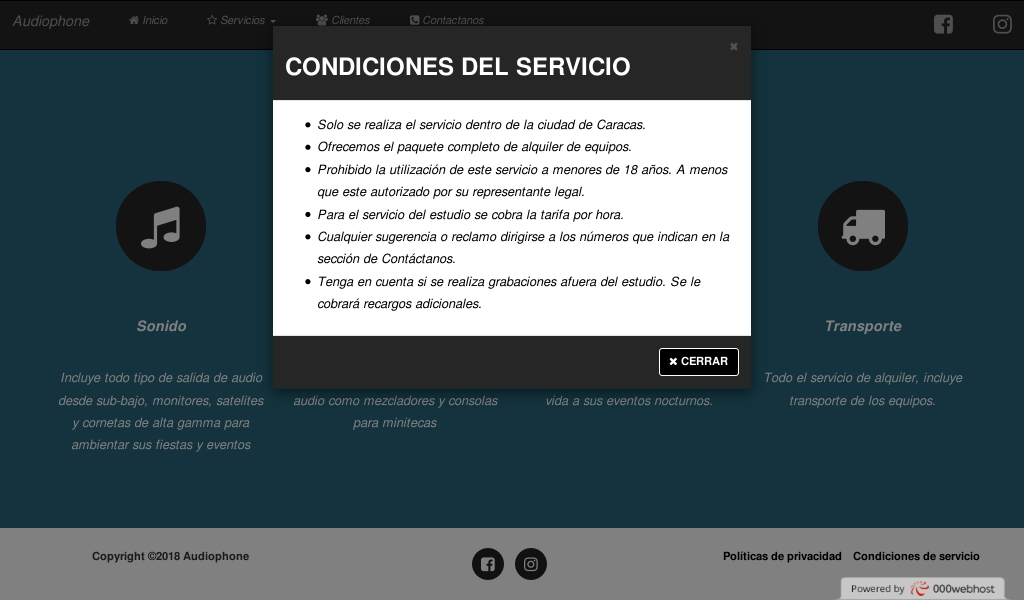 Audiophone Inicio Servicios Clientes Contactanos
×
CONDICIONES DEL SERVICIO
• Solo se realiza el servicio dentro de la ciudad de Caracas.
• Ofrecemos el paquete completo de alquiler de equipos.
• Prohibido la utilización de este servicio a menores de 18 años. A menos
que este autorizado por su representante legal.
• Para el servicio del estudio se cobra la tarifa por hora.
• Cualquier sugerencia o reclamo dirigirse a los números que indican en la
sección de Contáctanos.
• Tenga en cuenta si se realiza grabaciones afuera del estudio. Se le
cobrará recargos adicionales.
✖ CERRAR
Sonido
Incluye todo tipo de salida de audio
desde sub-bajo, monitores, satelites
y cornetas de alta gamma para
ambientar sus fiestas y eventos
audio como mezcladores y consolas
para minitecas
vida a sus eventos nocturnos.
Transporte
Todo el servicio de alquiler, incluye
transporte de los equipos.
Copyright ©2018 Audiophone
Políticas de privacidad Condiciones de servicio
Powered by 000webhost